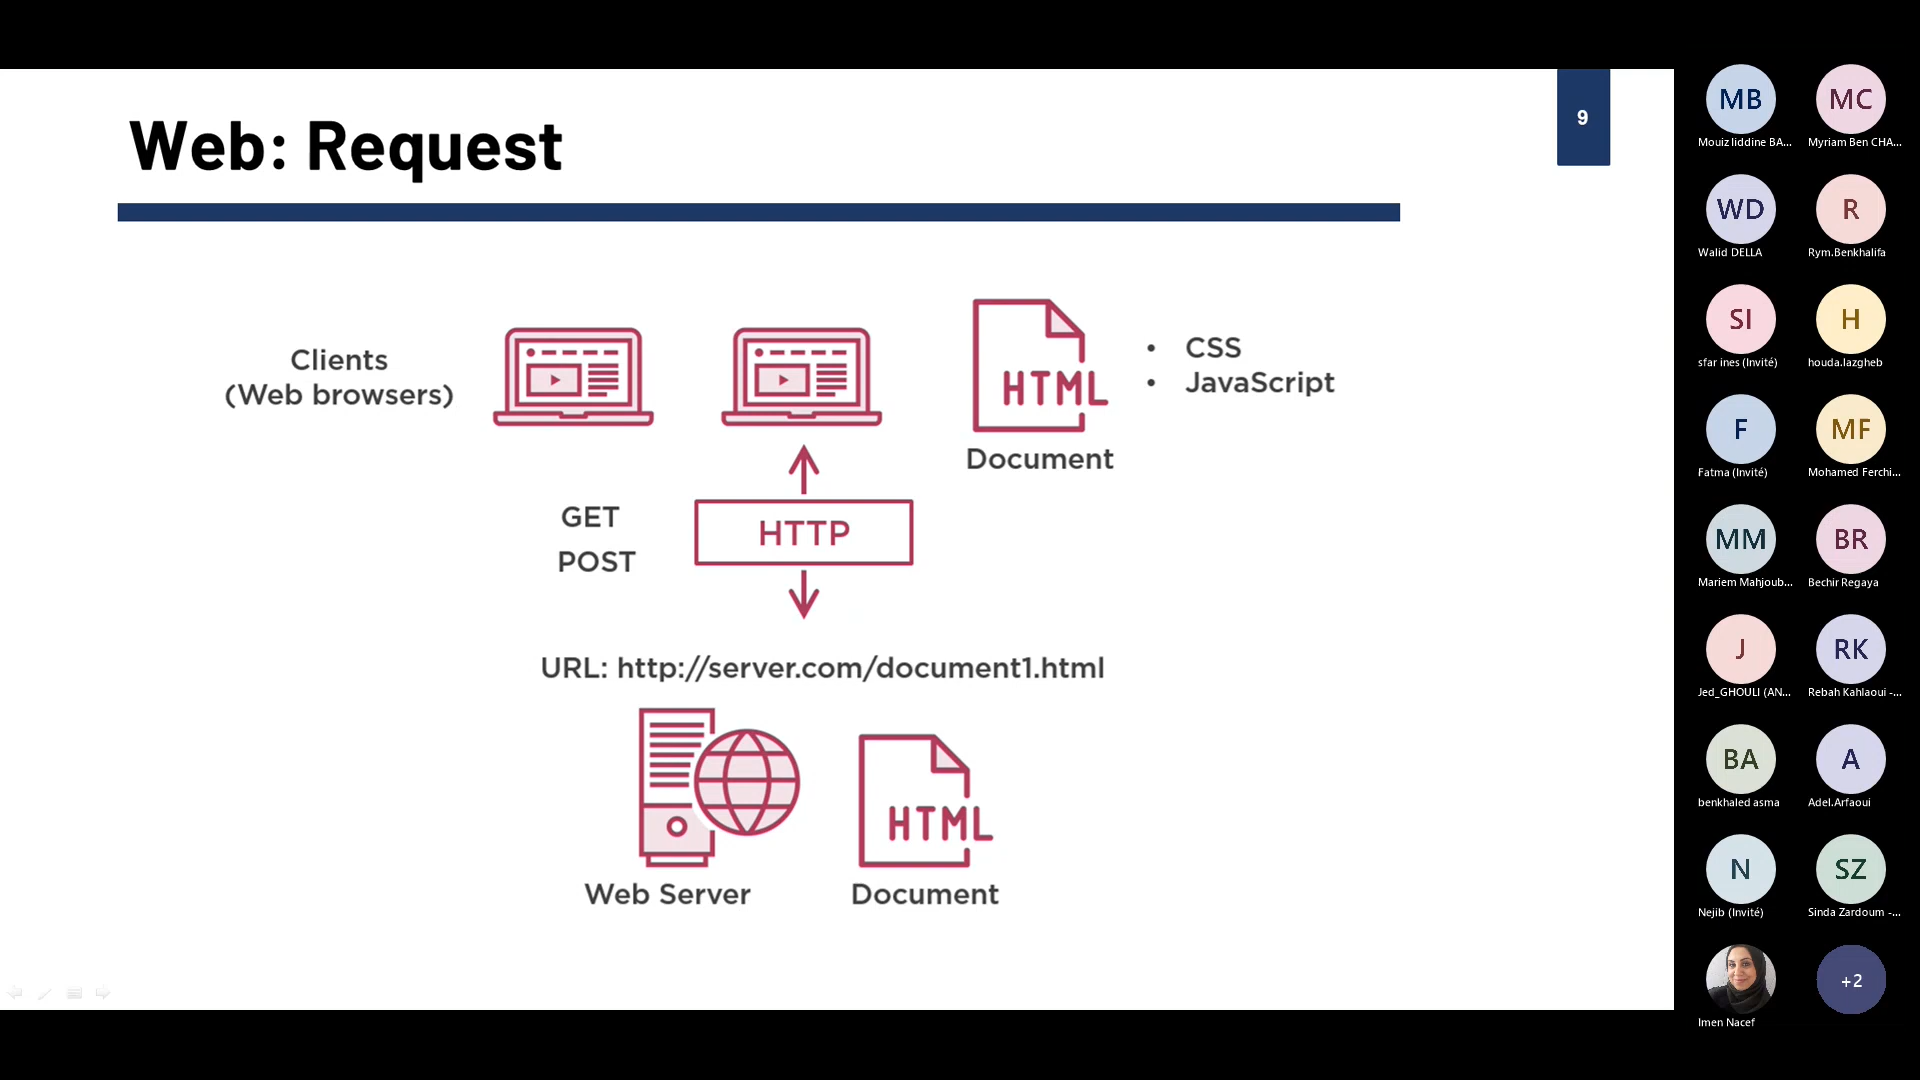 Web: Request
9
Clients
(Web browsers)
HTML
Document
• CSS
• JavaScript
GET
POST
HTTP
URL: http://server.com/document1.html
Web Server
HTML
Document
MB
Mouiz Iiddine BA...
MC
Myriam Ben CHA...
WD
Walid DELLA
R
Rym.Benkhalifa
SI
sfar ines (Invité)
H
houda.lazgheb
F
Fatma (Invité)
MF
Mohamed Ferchi...
MM
Mariem Mahjoub...
BR
Bechir Regaya
J
Jed_GHOULI (AN...
RK
Rebah Kahlaoui -...
BA
benkhaled asma
A
Adel.Arfaoui
N
Nejib (Invité)
SZ
Sinda Zardoum -...
Imen Nacef
+2